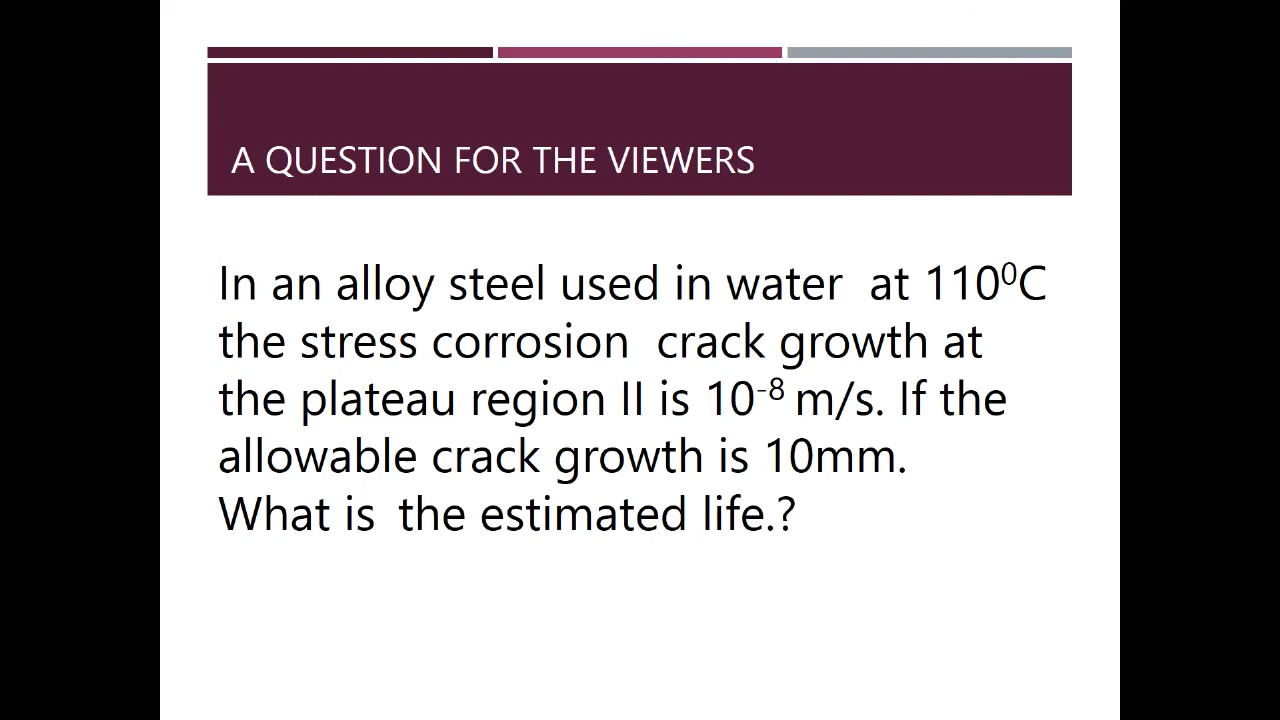 A QUESTION FOR THE VIEWERS
In an alloy steel used in water at 110⁰C
the stress corrosion crack growth at
the plateau region II is 10⁻⁸ m/s. If the
allowable crack growth is 10mm.
What is the estimated life.?